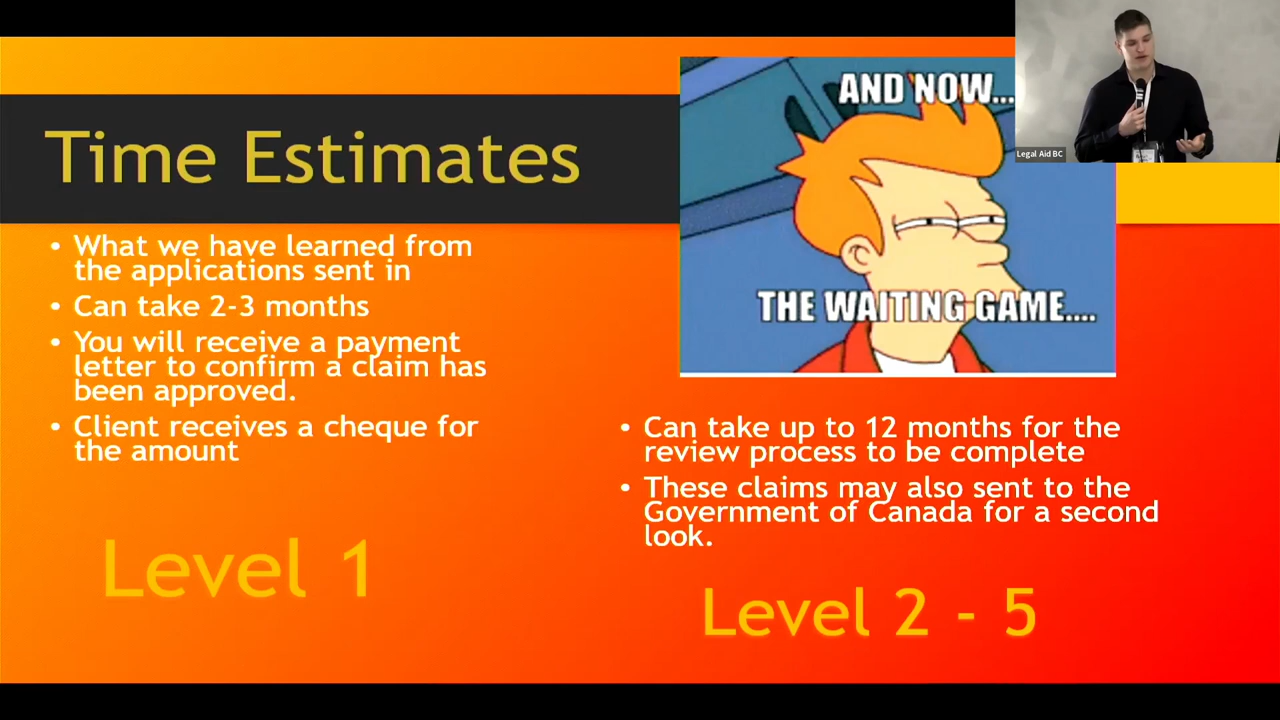 Time Estimates
• What we have learned from
the applications sent in
• Can take 2-3 months
• You will receive a payment
letter to confirm a claim has
been approved.
• Client receives a cheque for
the amount
Level 1
AND NOW...
THE WAITING GAME....
Legal Aid BC
• Can take up to 12 months for the
review process to be complete
• These claims may also sent to the
Government of Canada for a second
look.
Level 2 - 5